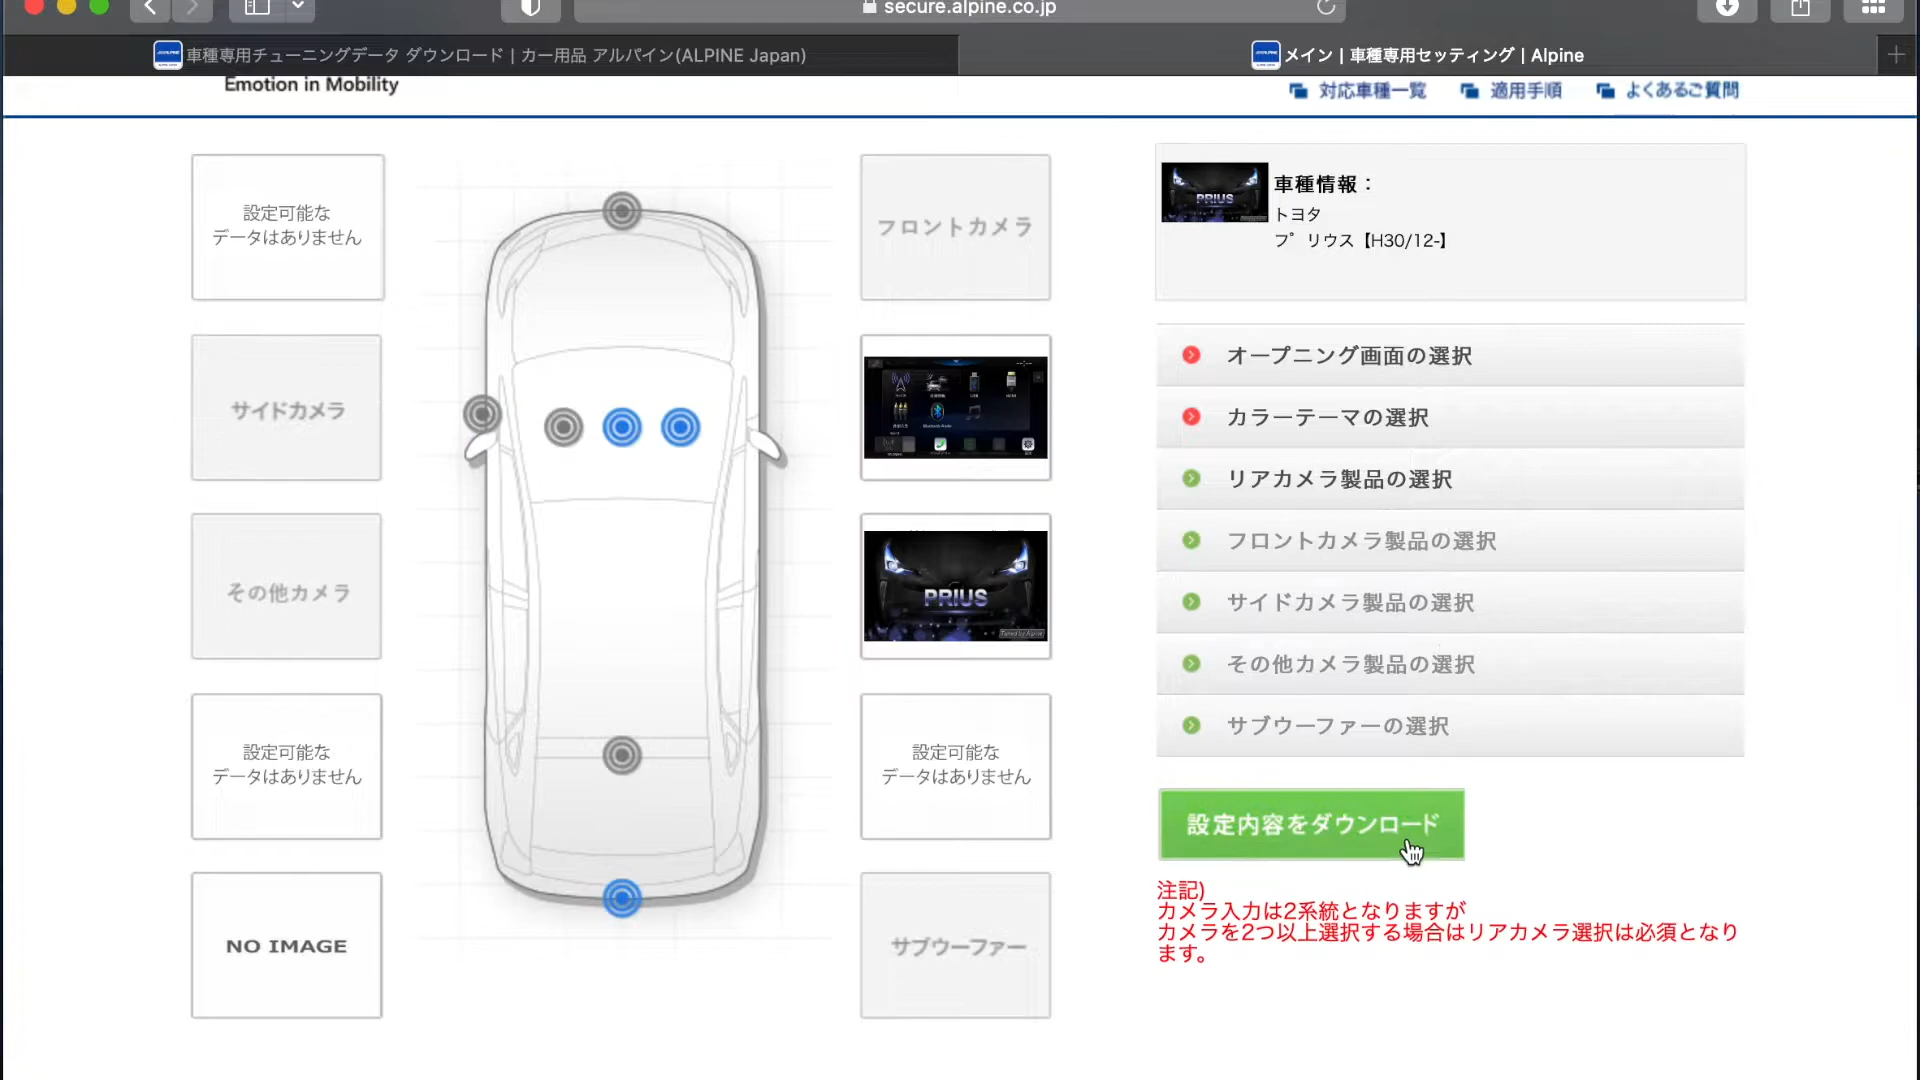 secure.alpine.co.jp
車種専用チューニングデータ ダウンロード | カー用品 アルパイン(ALPINE Japan)
メイン | 車種専用セッティング | Alpine
Emotion in Mobility
対応車種一覧
適用手順
よくあるご質問
設定可能な
データはありません
フロントカメラ
PRIUS
車種情報：
トヨタ
プリウス【H30/12-】
サイドカメラ
オープニング画面の選択
カラーテーマの選択
リアカメラ製品の選択
フロントカメラ製品の選択
サイドカメラ製品の選択
その他カメラ製品の選択
サブウーファーの選択
その他カメラ
PRIUS
Tuned by Alpine
設定可能な
データはありません
設定可能な
データはありません
設定内容をダウンロード
注記)
カメラ入力は2系統となりますが
カメラを2つ以上選択する場合はリアカメラ選択は必須となり
ます。
NO IMAGE
サブウーファー